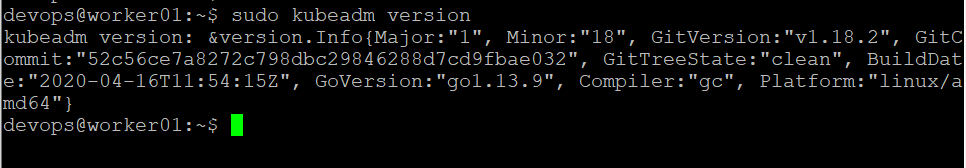 devops@worker01:~$ sudo kubeadm version
kubeadm version: &version.Info{Major:"1", Minor:"18", GitVersion:"v1.18.2", GitC
ommit:"52c56ce7a8272c798dbc29846288d7cd9fbae032", GitTreeState:"clean", BuildDat
e:"2020-04-16T11:54:15Z", GoVersion:"go1.13.9", Compiler:"gc", Platform:"linux/a
md64"}
devops@worker01:~$